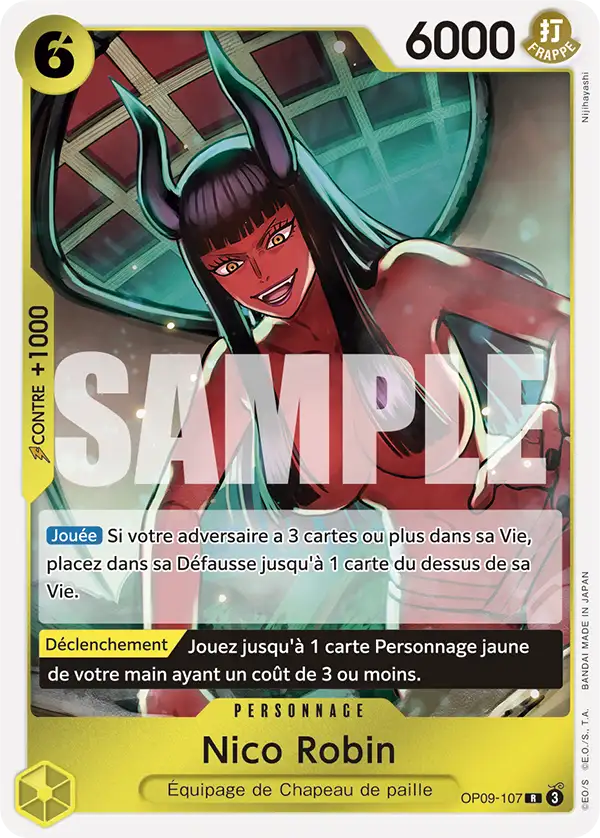 6
6000
打
FRAPPE
Nijihayashi
CONTRE +1000
SAMPLE
Jouée Si votre adversaire a 3 cartes ou plus dans sa Vie,
placez dans sa Défausse jusqu'à 1 carte du dessus de sa
Vie.
Déclenchement Jouez jusqu'à 1 carte Personnage jaune
de votre main ayant un coût de 3 ou moins.
PERSONNAGE
Nico Robin
Équipage de Chapeau de paille
OP09-107 R 3
©E.O/S ©E.O./S., T.A. BANDAI MADE IN JAPAN